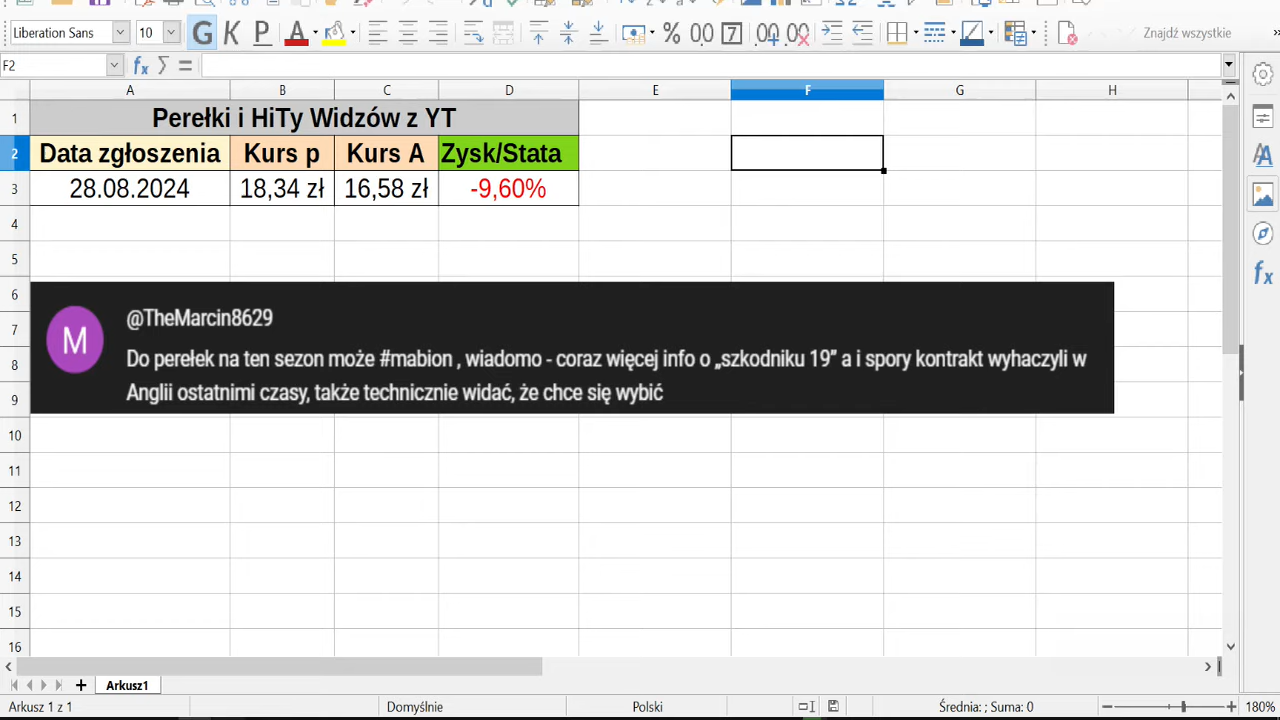 Liberation Sans 10 G K P A % 0,0 7 Znajdź wszystkie
F2 fx Σ =
A B C D E F G H
1 Perełki i HiTy Widzów z YT
2 Data zgłoszenia Kurs p Kurs A Zysk/Stata
3 28.08.2024 18,34 zł 16,58 zł -9,60%
4
5
6
@TheMarcin8629
7
M
Do perełek na ten sezon może #mabion , wiadomo - coraz więcej info o „szkodniku 19” a i spory kontrakt wyhaczyli w
8
Anglii ostatnimi czasy, także technicznie widać, że chce się wybić
9
10
11
12
13
14
15
16
Arkusz1
Arkusz 1 z 1 Domyślnie Polski Średnia: ; Suma: 0 180%